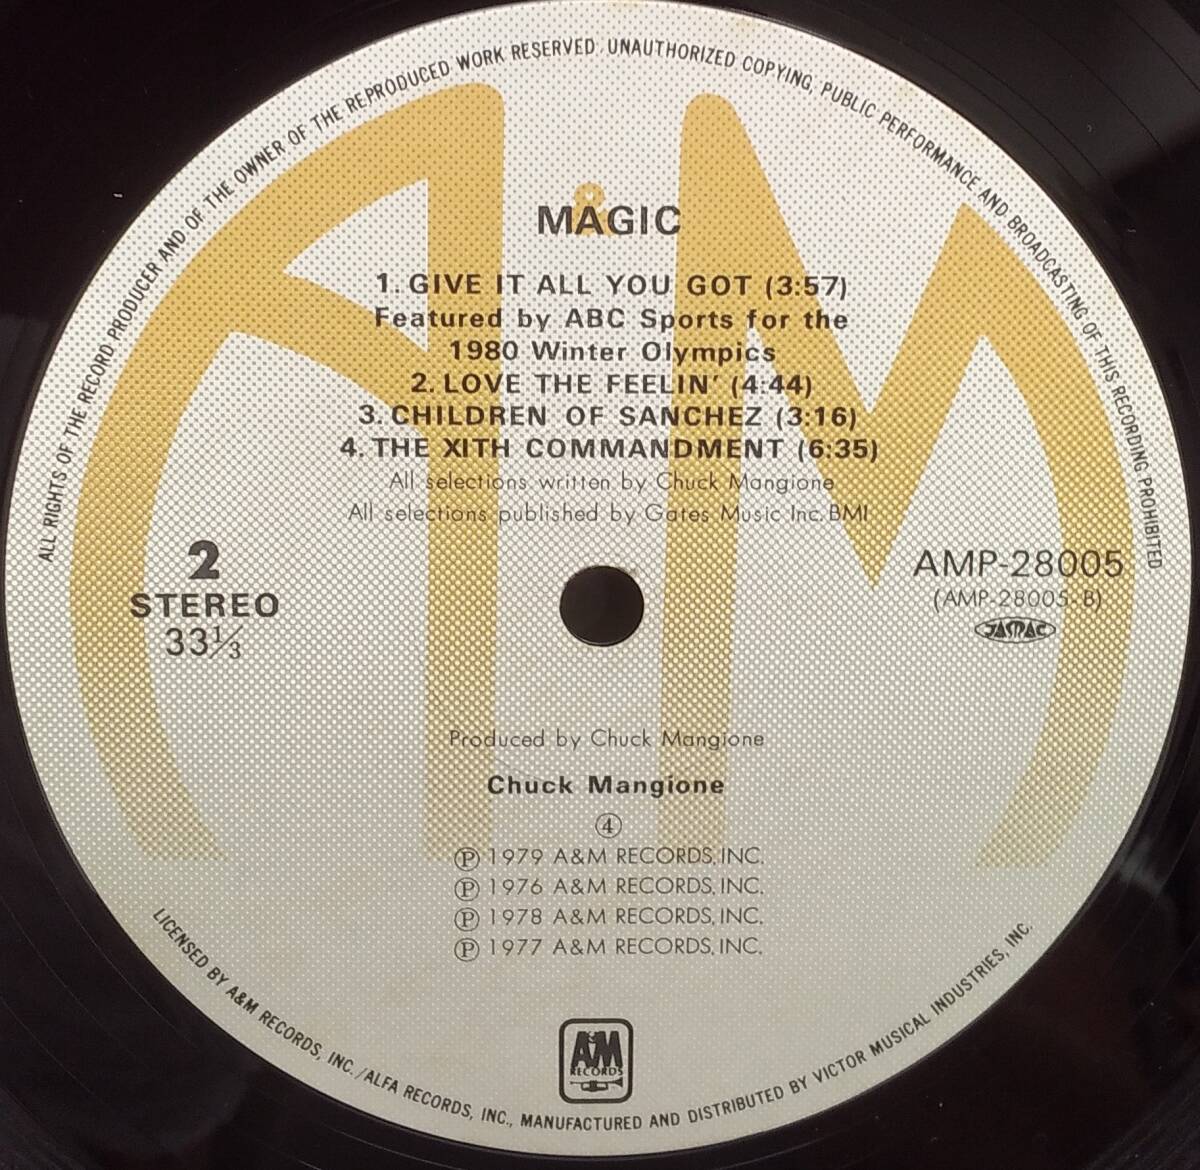 ALL RIGHTS OF THE RECORD PRODUCER AND OF THE OWNER OF THE REPRODUCED WORK RESERVED. UNAUTHORIZED COPYING, PUBLIC PERFORMANCE AND BROADCASTING OF THIS RECORDING PROHIBITED
&
MAGIC
1. GIVE IT ALL YOU GOT (3:57)
Featured by ABC Sports for the
1980 Winter Olympics
2. LOVE THE FEELIN' (4:44)
3. CHILDREN OF SANCHEZ (3:16)
4. THE XITH COMMANDMENT (6:35)
All selections written by Chuck Mangione
All selections published by Gates Music Inc. BMI
2
STEREO
33⅓
AMP-28005
(AMP-28005-B)
JASRAC
Produced by Chuck Mangione
Chuck Mangione
④
Ⓟ 1979 A&M RECORDS, INC.
Ⓟ 1976 A&M RECORDS, INC.
Ⓟ 1978 A&M RECORDS, INC.
Ⓟ 1977 A&M RECORDS, INC.
A&M
RECORDS
LICENSED BY A&M RECORDS, INC. / ALFA RECORDS, INC., MANUFACTURED AND DISTRIBUTED BY VICTOR MUSICAL INDUSTRIES, INC.